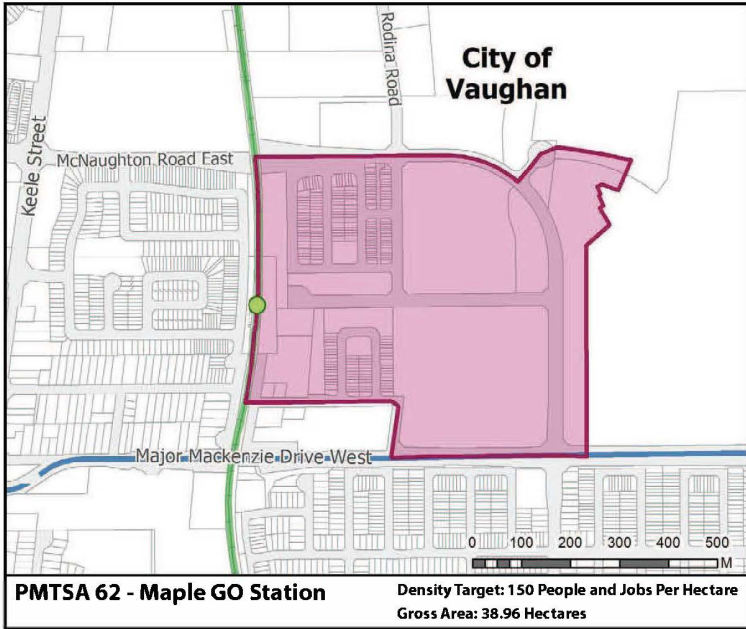 City of
Vaughan
Rodina Road
McNaughton Road East
Keele Street
Major Mackenzie Drive West
0 100 200 300 400 500
M
PMTSA 62 - Maple GO Station
Density Target: 150 People and Jobs Per Hectare
Gross Area: 38.96 Hectares